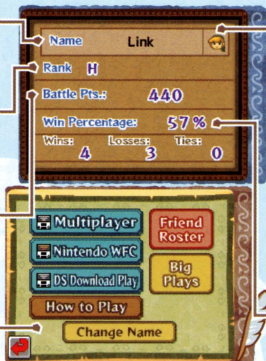 Name Link
Rank H
Battle Pts.: 440
Win Percentage: 57%
Wins: Losses: Ties:
4 3 0
Multiplayer
Friend Roster
Nintendo WFC
DS Download Play
Big Plays
How to Play
Change Name